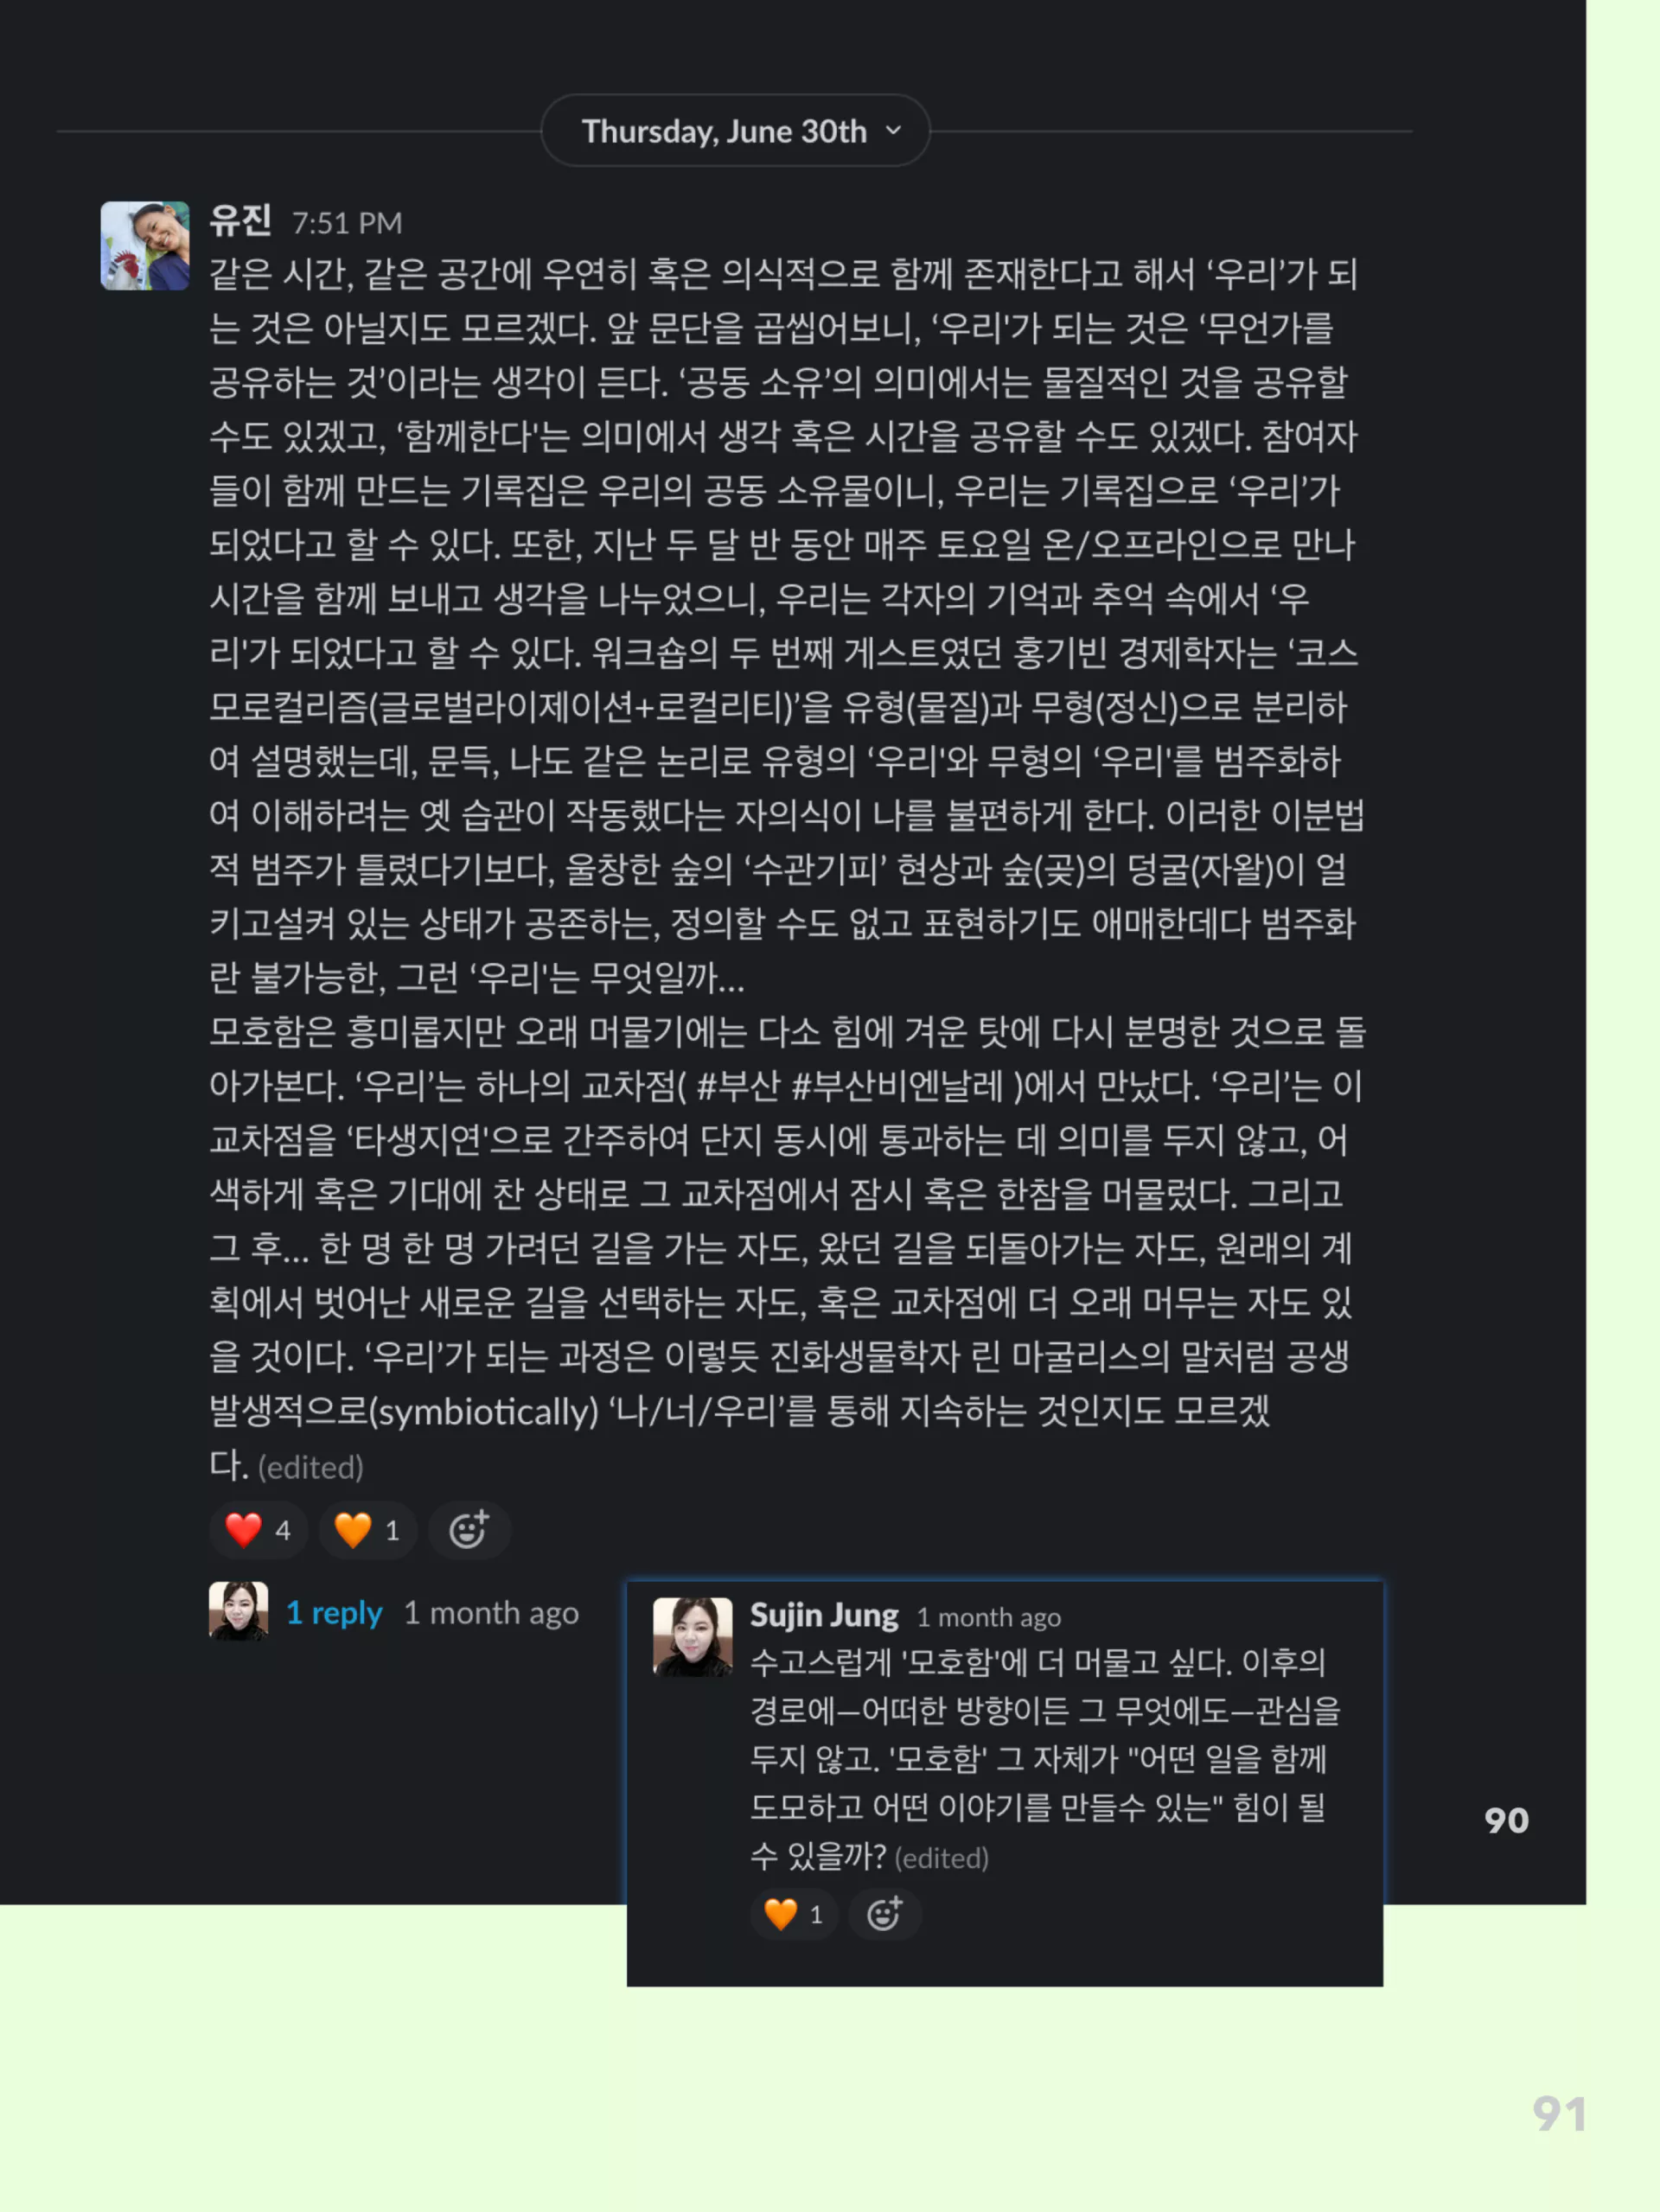 Thursday, June 30th
유진 7:51 PM
같은 시간, 같은 공간에 우연히 혹은 의식적으로 함께 존재한다고 해서 ‘우리’가 되
는 것은 아닐지도 모르겠다. 앞 문단을 곱씹어보니, ‘우리'가 되는 것은 ‘무언가를
공유하는 것’이라는 생각이 든다. ‘공동 소유’의 의미에서는 물질적인 것을 공유할
수도 있겠고, ‘함께한다'는 의미에서 생각 혹은 시간을 공유할 수도 있겠다. 참여자
들이 함께 만드는 기록집은 우리의 공동 소유물이니, 우리는 기록집으로 ‘우리’가
되었다고 할 수 있다. 또한, 지난 두 달 반 동안 매주 토요일 온/오프라인으로 만나
시간을 함께 보내고 생각을 나누었으니, 우리는 각자의 기억과 추억 속에서 ‘우
리'가 되었다고 할 수 있다. 워크숍의 두 번째 게스트였던 홍기빈 경제학자는 ‘코스
모로컬리즘(글로벌라이제이션+로컬리티)’을 유형(물질)과 무형(정신)으로 분리하
여 설명했는데, 문득, 나도 같은 논리로 유형의 ‘우리'와 무형의 ‘우리'를 범주화하
여 이해하려는 옛 습관이 작동했다는 자의식이 나를 불편하게 한다. 이러한 이분법
적 범주가 틀렸다기보다, 울창한 숲의 ‘수관기피’ 현상과 숲(곶)의 덩굴(자왈)이 얼
키고설켜 있는 상태가 공존하는, 정의할 수도 없고 표현하기도 애매한데다 범주화
란 불가능한, 그런 ‘우리'는 무엇일까...
모호함은 흥미롭지만 오래 머물기에는 다소 힘에 겨운 탓에 다시 분명한 것으로 돌
아가본다. ‘우리’는 하나의 교차점( #부산 #부산비엔날레 )에서 만났다. ‘우리’는 이
교차점을 ‘타생지연'으로 간주하여 단지 동시에 통과하는 데 의미를 두지 않고, 어
색하게 혹은 기대에 찬 상태로 그 교차점에서 잠시 혹은 한참을 머물렀다. 그리고
그 후... 한 명 한 명 가려던 길을 가는 자도, 왔던 길을 되돌아가는 자도, 원래의 계
획에서 벗어난 새로운 길을 선택하는 자도, 혹은 교차점에 더 오래 머무는 자도 있
을 것이다. ‘우리’가 되는 과정은 이렇듯 진화생물학자 린 마굴리스의 말처럼 공생
발생적으로(symbiotically) ‘나/너/우리’를 통해 지속하는 것인지도 모르겠
다. (edited)
4 1
1 reply 1 month ago
Sujin Jung 1 month ago
수고스럽게 '모호함'에 더 머물고 싶다. 이후의
경로에—어떠한 방향이든 그 무엇에도—관심을
두지 않고. '모호함' 그 자체가 "어떤 일을 함께
도모하고 어떤 이야기를 만들수 있는" 힘이 될
수 있을까? (edited)
1
90
91